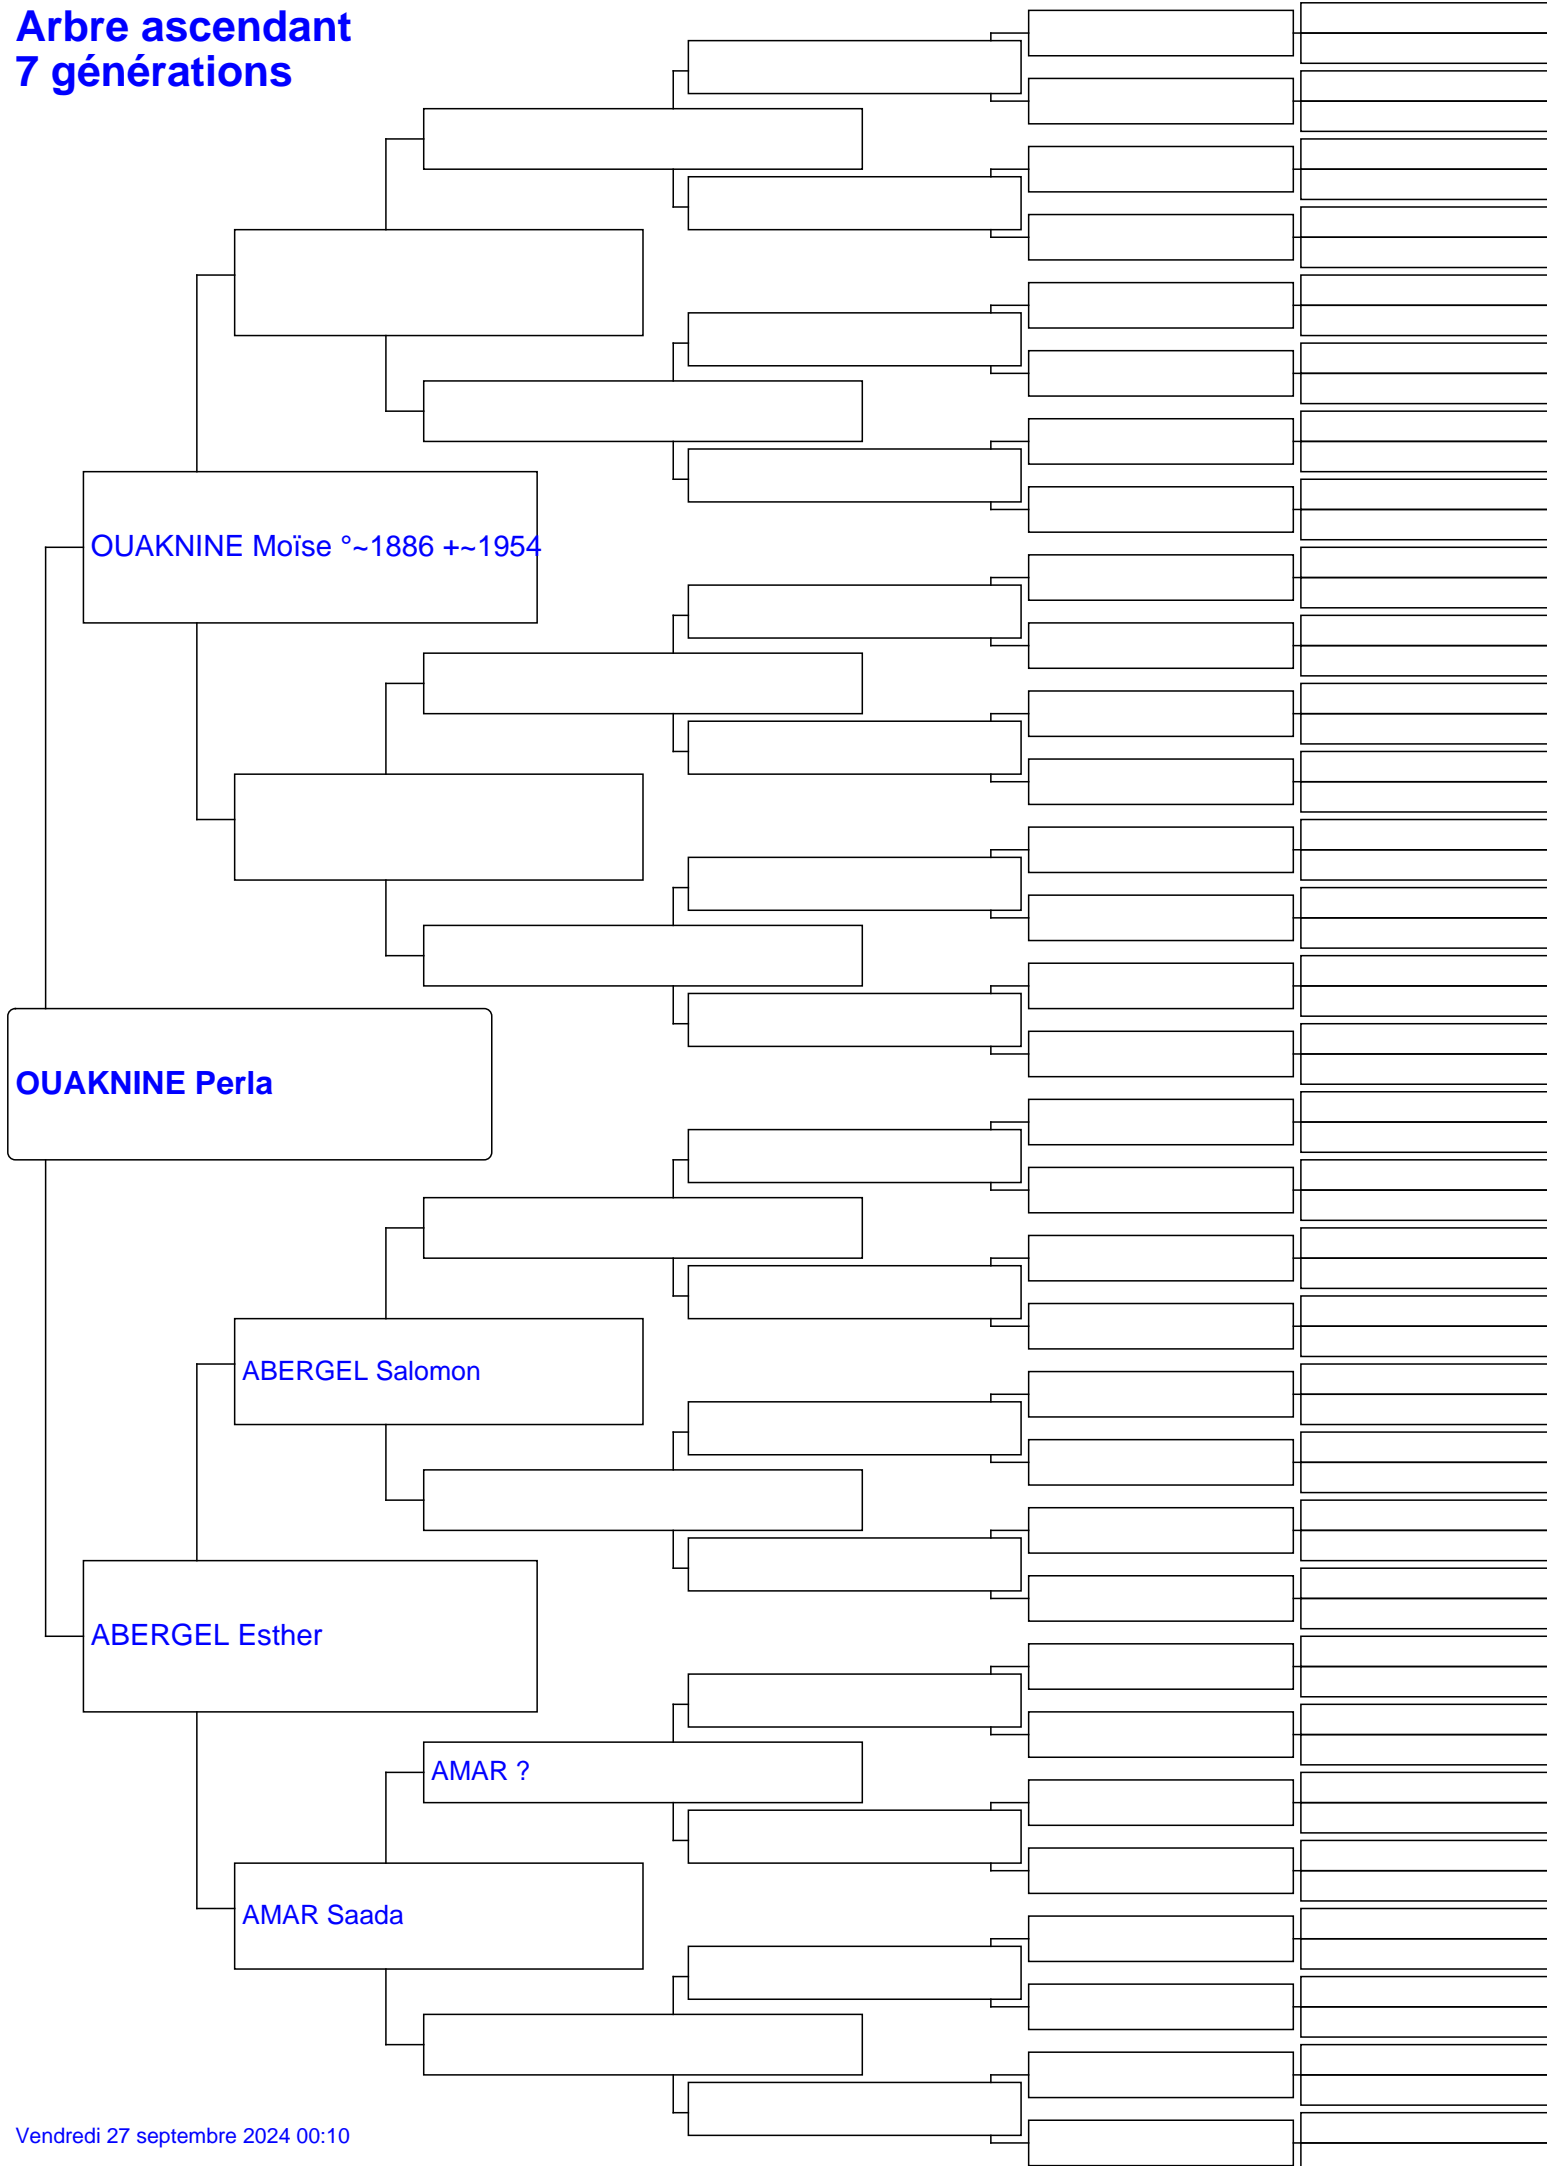 Arbre ascendant
7 générations
OUAKNINE Moïse °~1886 +~1954
OUAKNINE Perla
ABERGEL Salomon
ABERGEL Esther
AMAR ?
AMAR Saada
Vendredi 27 septembre 2024 00:10